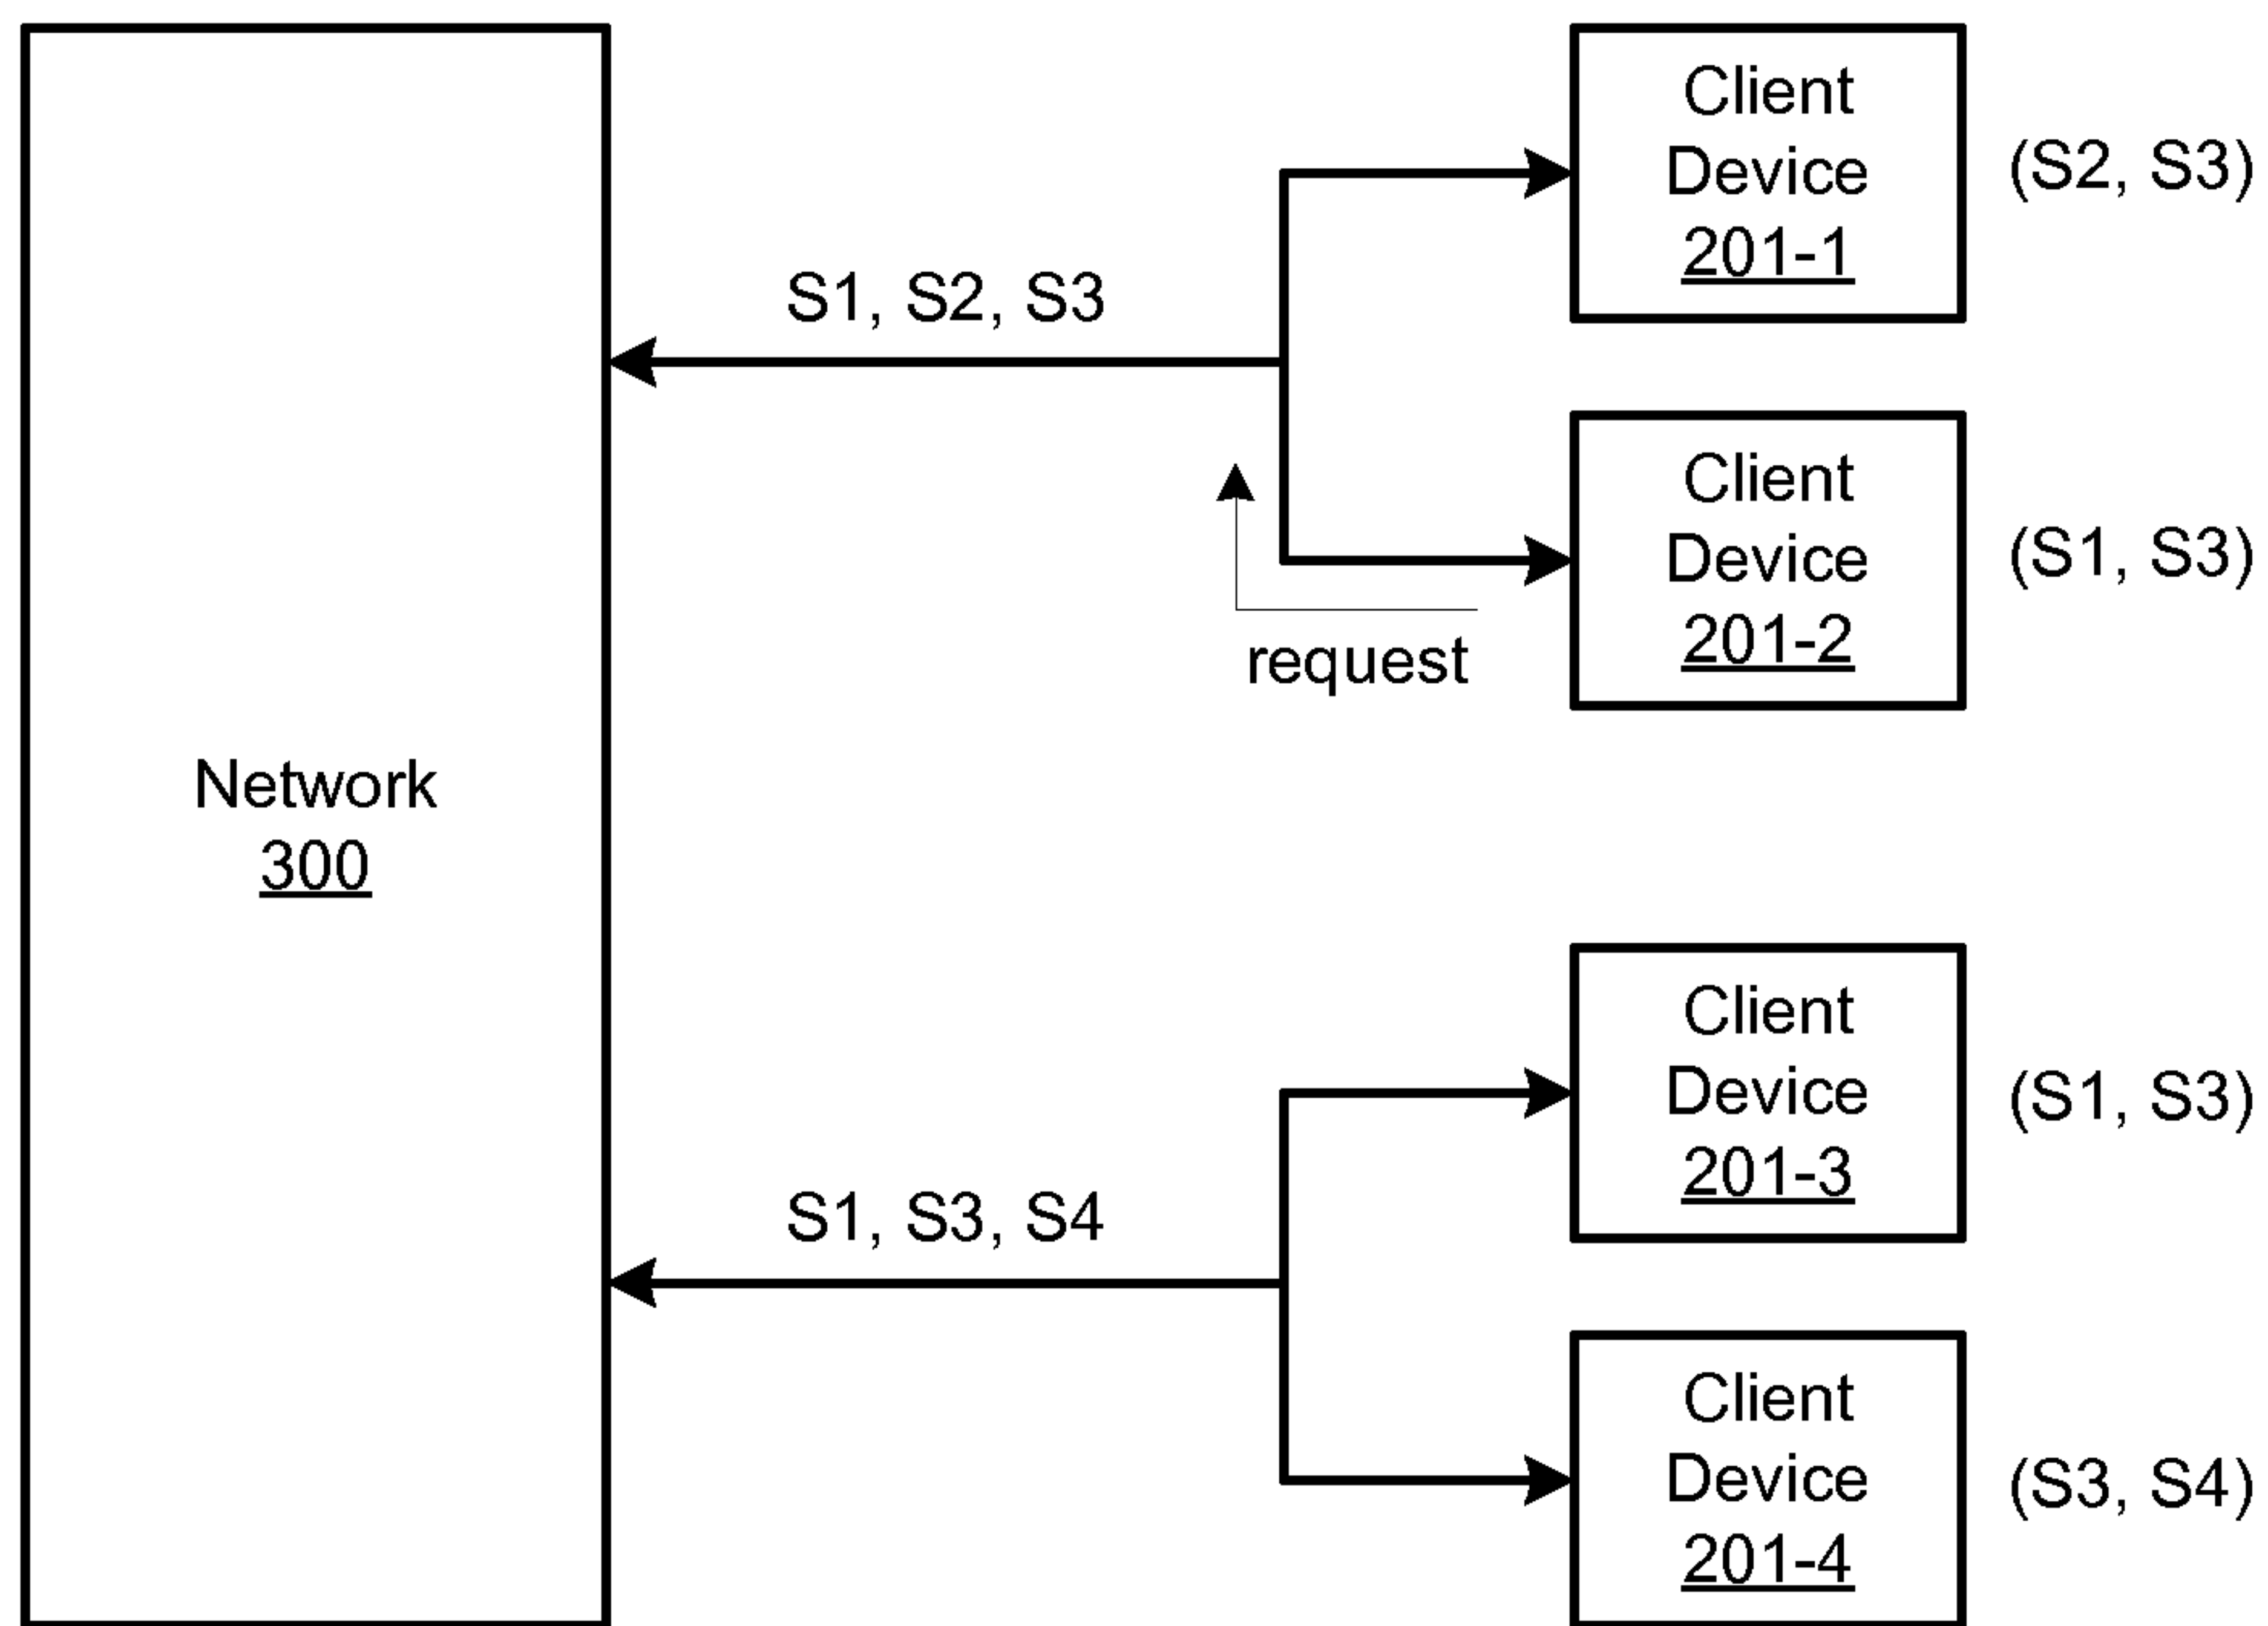 Client
Device
201-1
(S2, S3)
S1, S2, S3
Client
Device
201-2
(S1, S3)
request
Network
300
Client
Device
201-3
(S1, S3)
S1, S3, S4
Client
Device
201-4
(S3, S4)